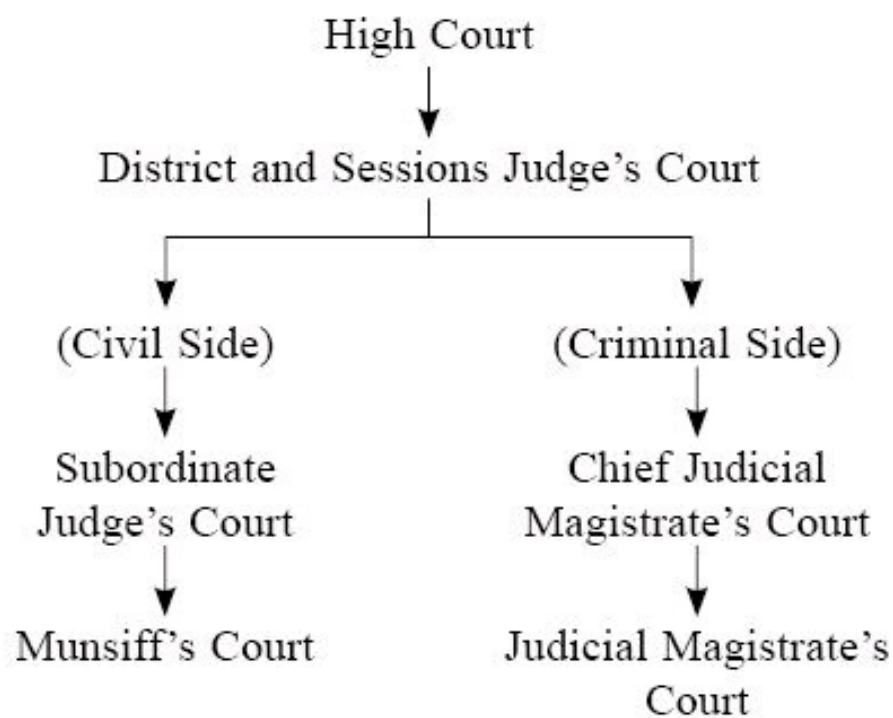 High Court
District and Sessions Judge’s Court
(Civil Side)
(Criminal Side)
Subordinate
Judge’s Court
Chief Judicial
Magistrate’s Court
Munsiff’s Court
Judicial Magistrate’s
Court